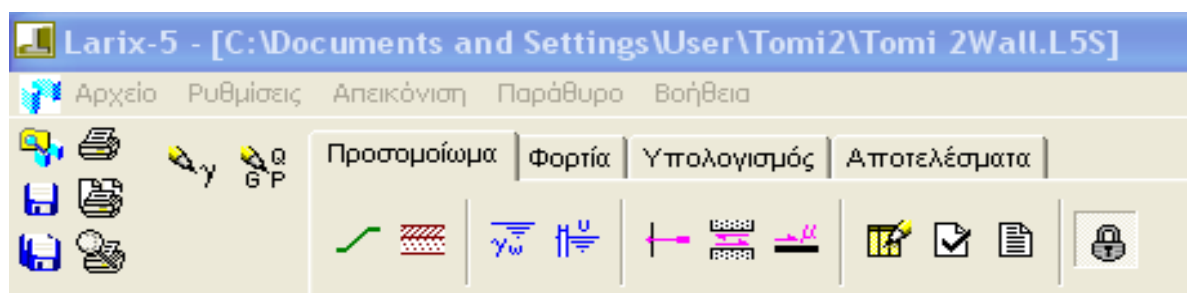 Larix-5 - [C:\Documents and Settings\User\Tomi2\Tomi 2Wall.L5S]
Αρχείο Ρυθμίσεις Απεικόνιση Παράθυρο Βοήθεια
γ Q G P Προσομοίωμα Φορτία Υπολογισμός Αποτελέσματα
γω U μ